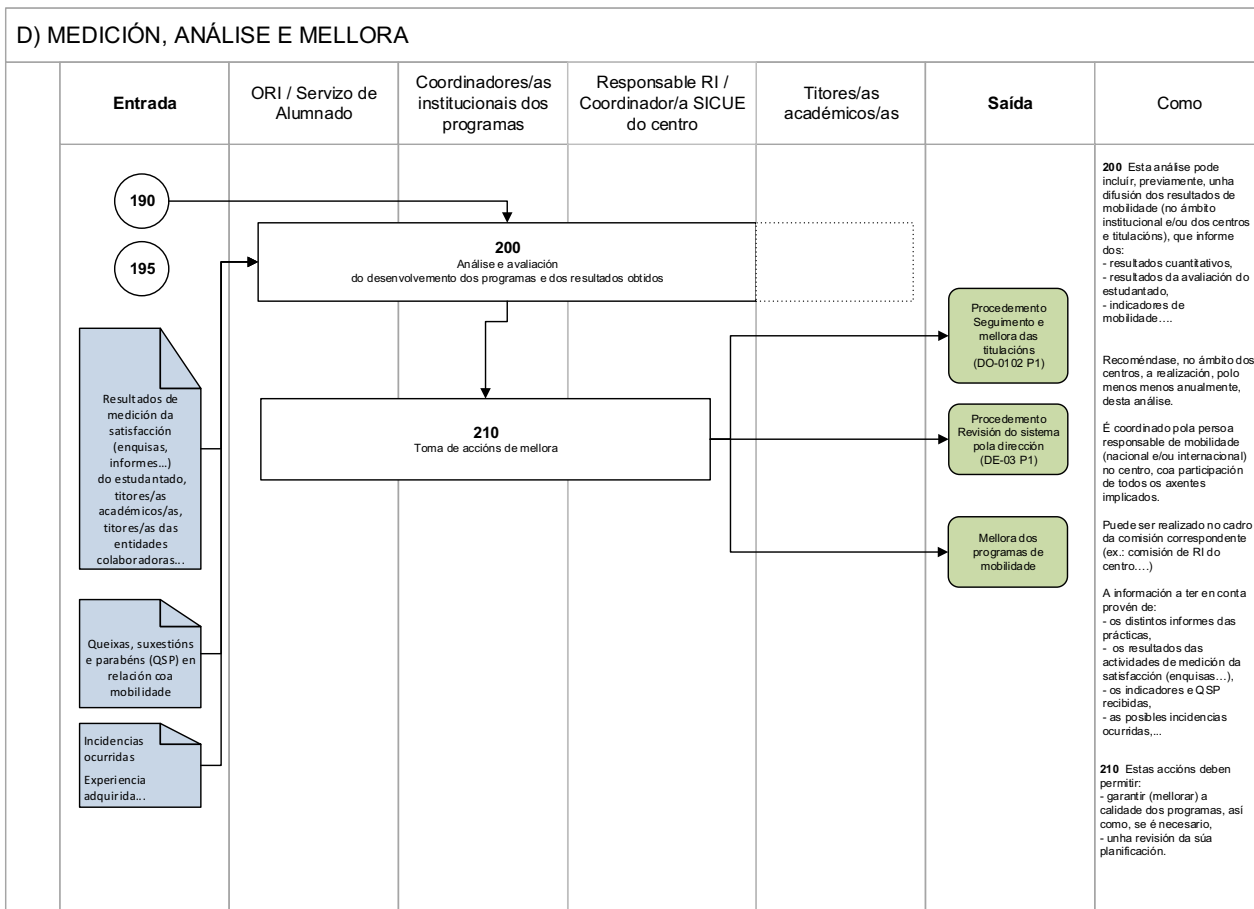 D) MEDICIÓN, ANÁLISE E MELLORA
Entrada
ORI / Servizo de
Alumnado
Coordinadores/as
institucionais dos
programas
Responsable RI /
Coordinador/a SICUE
do centro
Titores/as
académicos/as
Saída
Como
190
195
200
Análise e avaliación
do desenvolvemento dos programas e dos resultados obtidos
Resultados de
medición da
satisfacción
(enquisas,
informes...)
do estudantado,
titores/as
académicos/as,
titores/as das
entidades
colaboradoras...
210
Toma de accións de mellora
Procedemento
Seguimento e
mellora das
titulacións
(DO-0102 P1)
Procedemento
Revisión do sistema
pola dirección
(DE-03 P1)
Mellora dos
programas de
mobilidade
Queixas, suxestións
e parabéns (QSP) en
relación coa
mobilidade
Incidencias
ocurridas
Experiencia
adquirida...
200 Esta análise pode
incluír, previamente, unha
difusión dos resultados de
mobilidade (no ámbito
institucional e/ou dos centros
e titulacións), que informe
dos:
- resultados cuantitativos,
- resultados da avaliación do
estudantado,
- indicadores de
mobilidade….
Recoméndase, no ámbito dos
centros, a realización, polo
menos menos anualmente,
desta análise.
É coordinado pola persoa
responsable de mobilidade
(nacional e/ou internacional)
no centro, coa participación
de todos os axentes
implicados.
Puede ser realizado no cadro
da comisión correspondente
(ex.: comisión de RI do
centro….)
A información a ter en conta
provén de:
- os distintos informes das
prácticas,
- os resultados das
actividades de medición da
satisfacción (enquisas…),
- os indicadores e QSP
recibidas,
- as posibles incidencias
ocurridas,...
210 Estas accións deben
permitir:
- garantir (mellorar) a
calidade dos programas, así
como, se é necesario,
- unha revisión da súa
planificación.